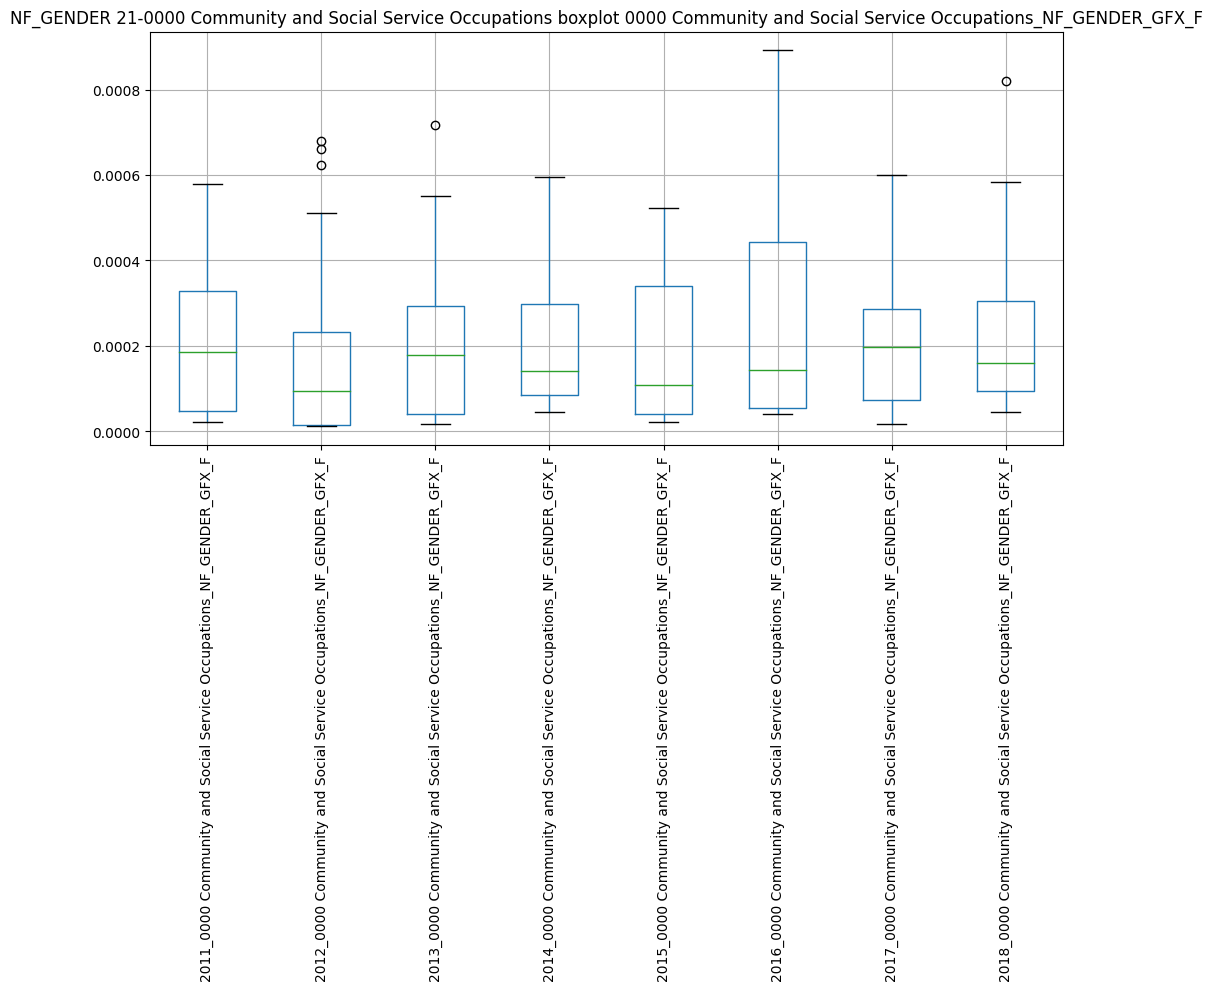 NF_GENDER 21-0000 Community and Social Service Occupations boxplot 0000 Community and Social Service Occupations_NF_GENDER_GFX_F
0.0008
0.0006
0.0004
0.0002
0.0000
2011_0000 Community and Social Service Occupations_NF_GENDER_GFX_F
2012_0000 Community and Social Service Occupations_NF_GENDER_GFX_F
2013_0000 Community and Social Service Occupations_NF_GENDER_GFX_F
2014_0000 Community and Social Service Occupations_NF_GENDER_GFX_F
2015_0000 Community and Social Service Occupations_NF_GENDER_GFX_F
2016_0000 Community and Social Service Occupations_NF_GENDER_GFX_F
2017_0000 Community and Social Service Occupations_NF_GENDER_GFX_F
2018_0000 Community and Social Service Occupations_NF_GENDER_GFX_F